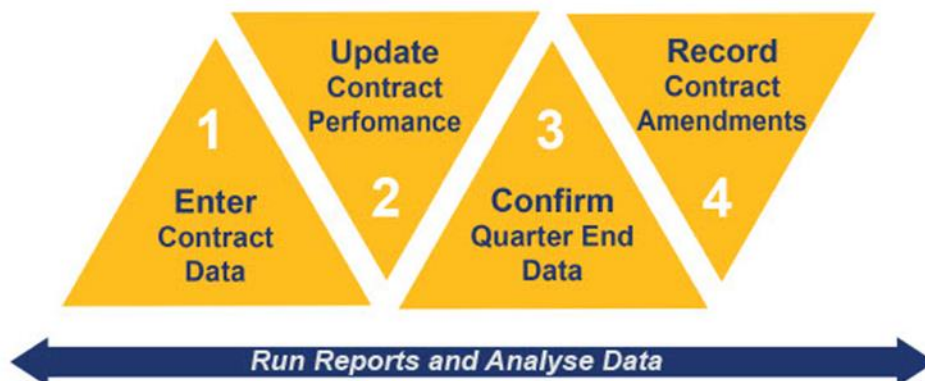 1
Enter
Contract
Data
Update
Contract
Perfomance
2
3
Confirm
Quarter End
Data
Record
Contract
Amendments
4
Run Reports and Analyse Data